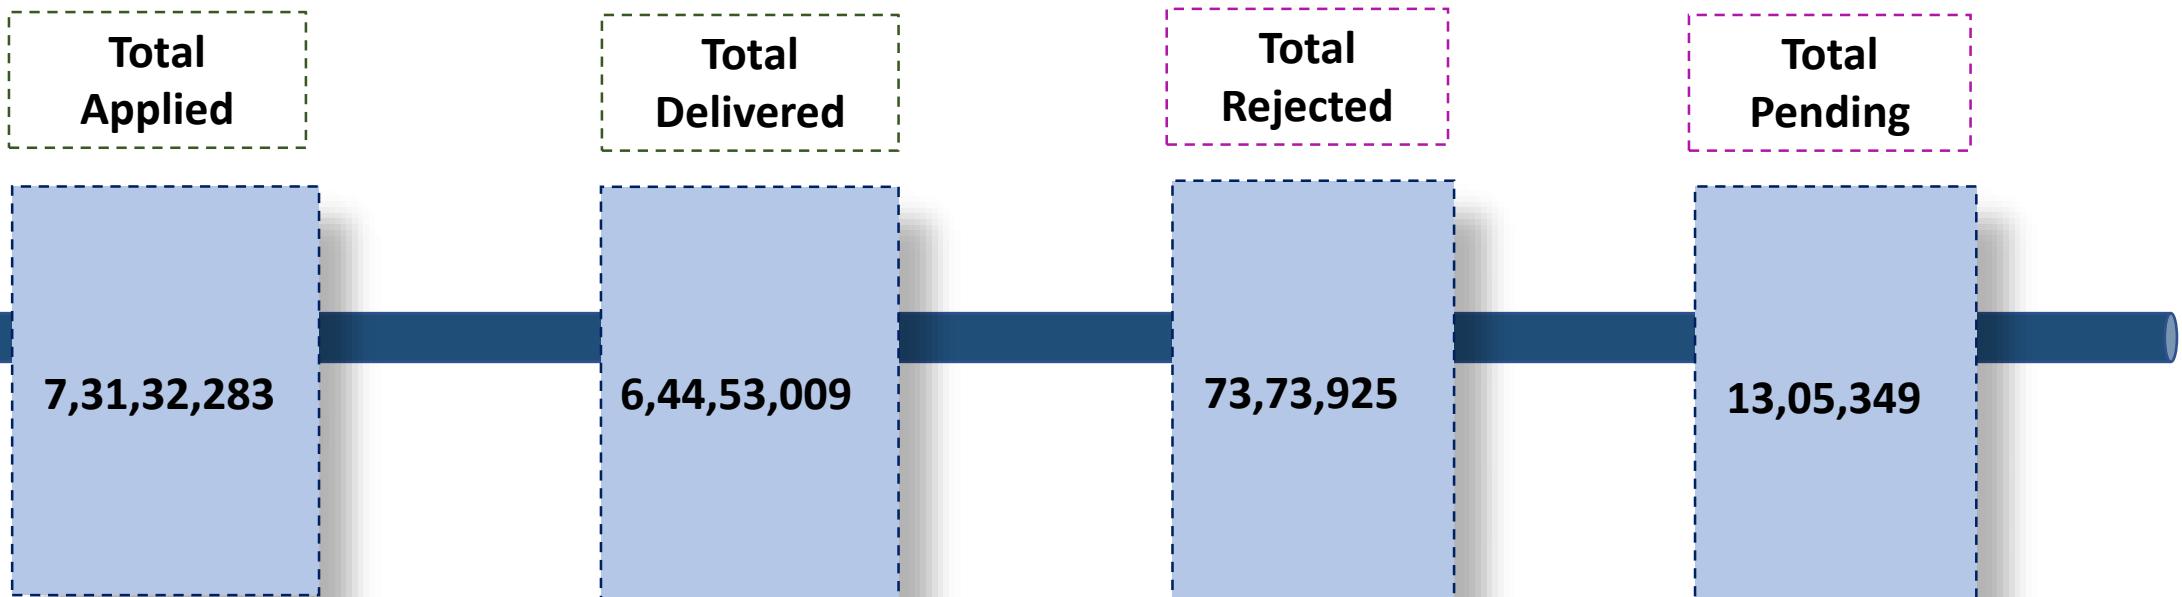 Total
Applied
Total
Delivered
Total
Rejected
Total
Pending
7,31,32,283
6,44,53,009
73,73,925
13,05,349